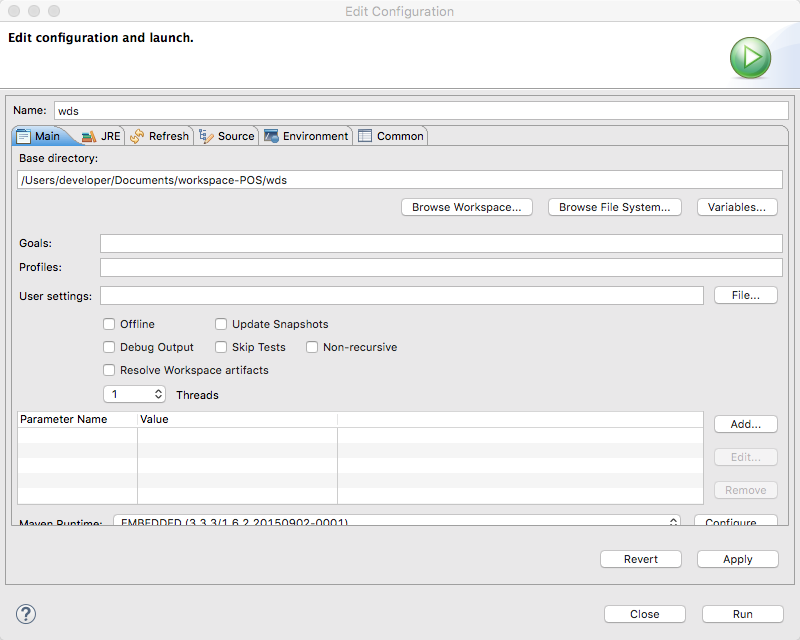 Edit Configuration
Edit configuration and launch.
Name: wds
Main JRE Refresh Source Environment Common
Base directory:
/Users/developer/Documents/workspace-POS/wds
Browse Workspace... Browse File System... Variables...
Goals:
Profiles:
User settings: File...
Offline Update Snapshots
Debug Output Skip Tests Non-recursive
Resolve Workspace artifacts
1 Threads
Parameter Name Value
Add...
Edit...
Remove
Maven Runtime: EMBEDDED (3.3.3/1.6.2.20150902-0001) Configure...
Revert Apply
? Close Run